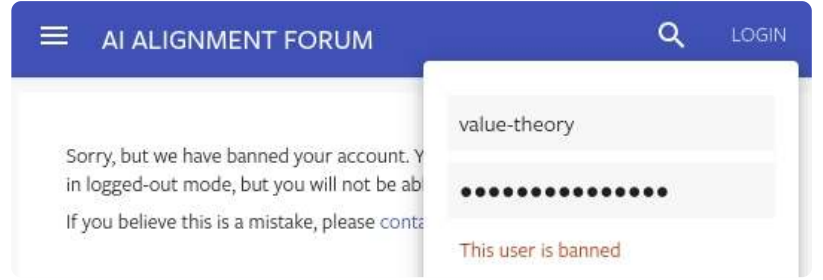 AI ALIGNMENT FORUM
LOGIN
value-theory
Sorry, but we have banned your account. Y
in logged-out mode, but you will not be ab
If you believe this is a mistake, please conta
●●●●●●●●●●●●●●●
This user is banned